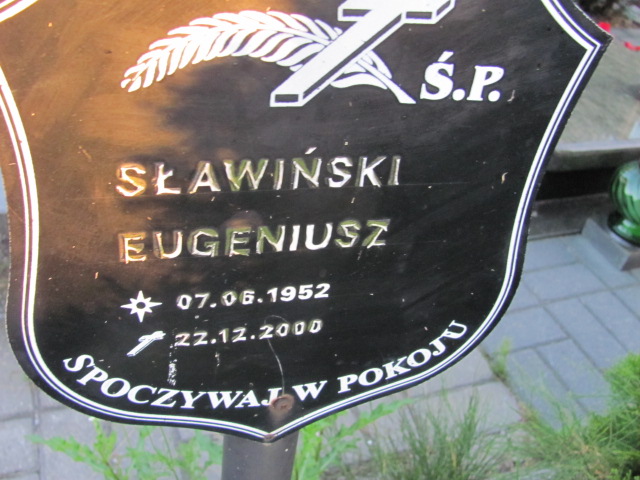 Ś.P.
SŁAWIŃSKI
EUGENIUSZ
07.06.1952
22.12.2000
SPOCZYWAJ W POKOJU